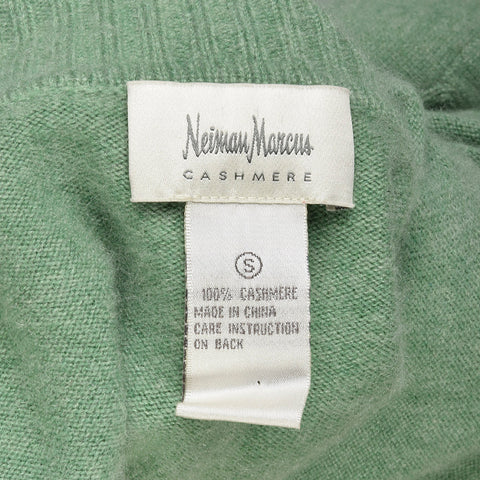 Neiman Marcus
CASHMERE
S
100% CASHMERE
MADE IN CHINA
CARE INSTRUCTION
ON BACK